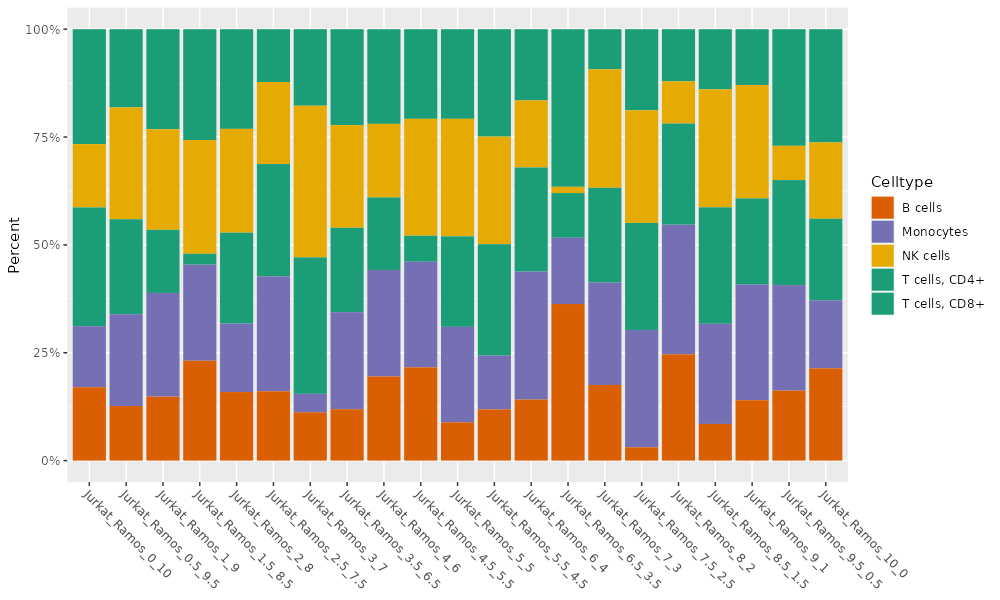 100%
75%
50%
25%
0%
Percent
Jurkat_Ramos_0_10
Jurkat_Ramos_0.5_9.5
Jurkat_Ramos_1_9
Jurkat_Ramos_1.5_8.5
Jurkat_Ramos_2_8
Jurkat_Ramos_2.5_7.5
Jurkat_Ramos_3_7
Jurkat_Ramos_3.5_6.5
Jurkat_Ramos_4_6
Jurkat_Ramos_4.5_5.5
Jurkat_Ramos_5_5
Jurkat_Ramos_5.5_4.5
Jurkat_Ramos_6_4
Jurkat_Ramos_6.5_3.5
Jurkat_Ramos_7_3
Jurkat_Ramos_7.5_2.5
Jurkat_Ramos_8_2
Jurkat_Ramos_8.5_1.5
Jurkat_Ramos_9_1
Jurkat_Ramos_9.5_0.5
Jurkat_Ramos_10_0
Celltype
B cells
Monocytes
NK cells
T cells, CD4+
T cells, CD8+